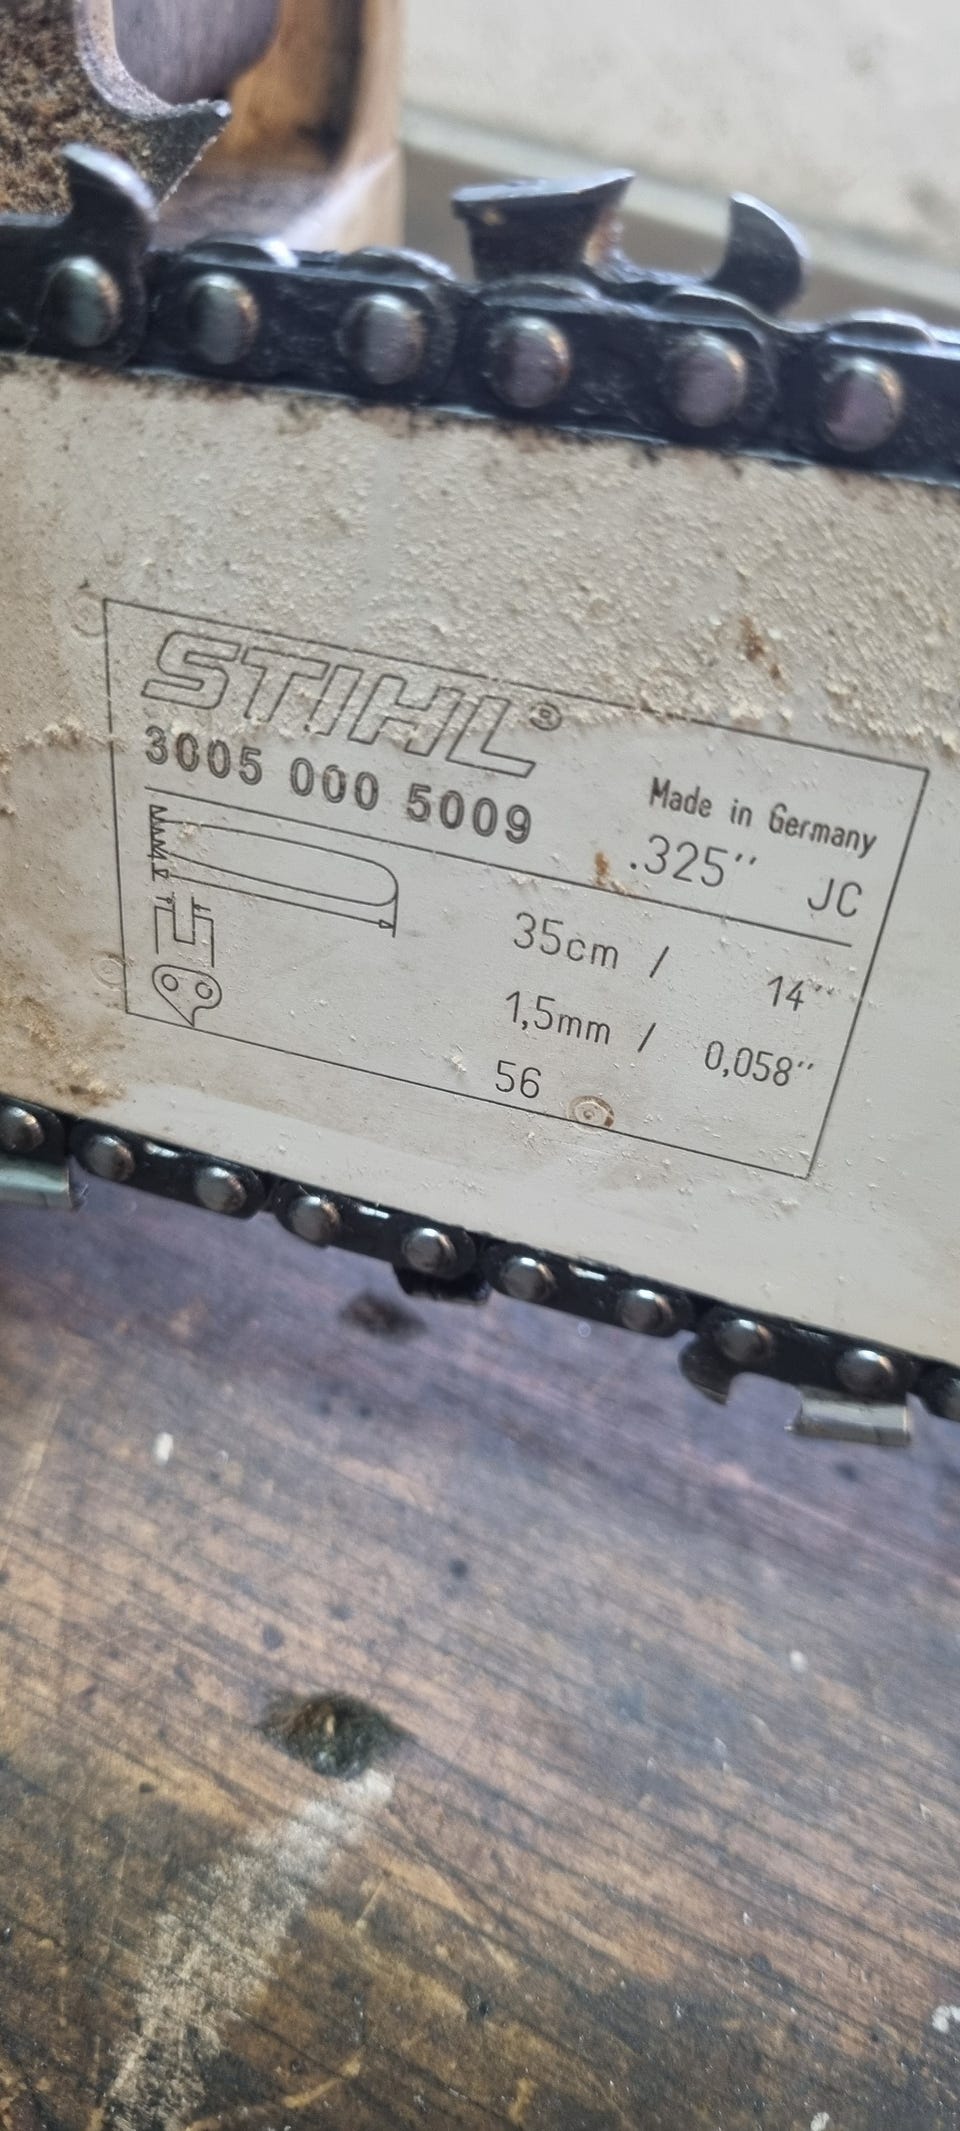 STIHL®
3005 000 5009
Made in Germany
.325" JC
35cm / 14"
1,5mm / 0,058"
56